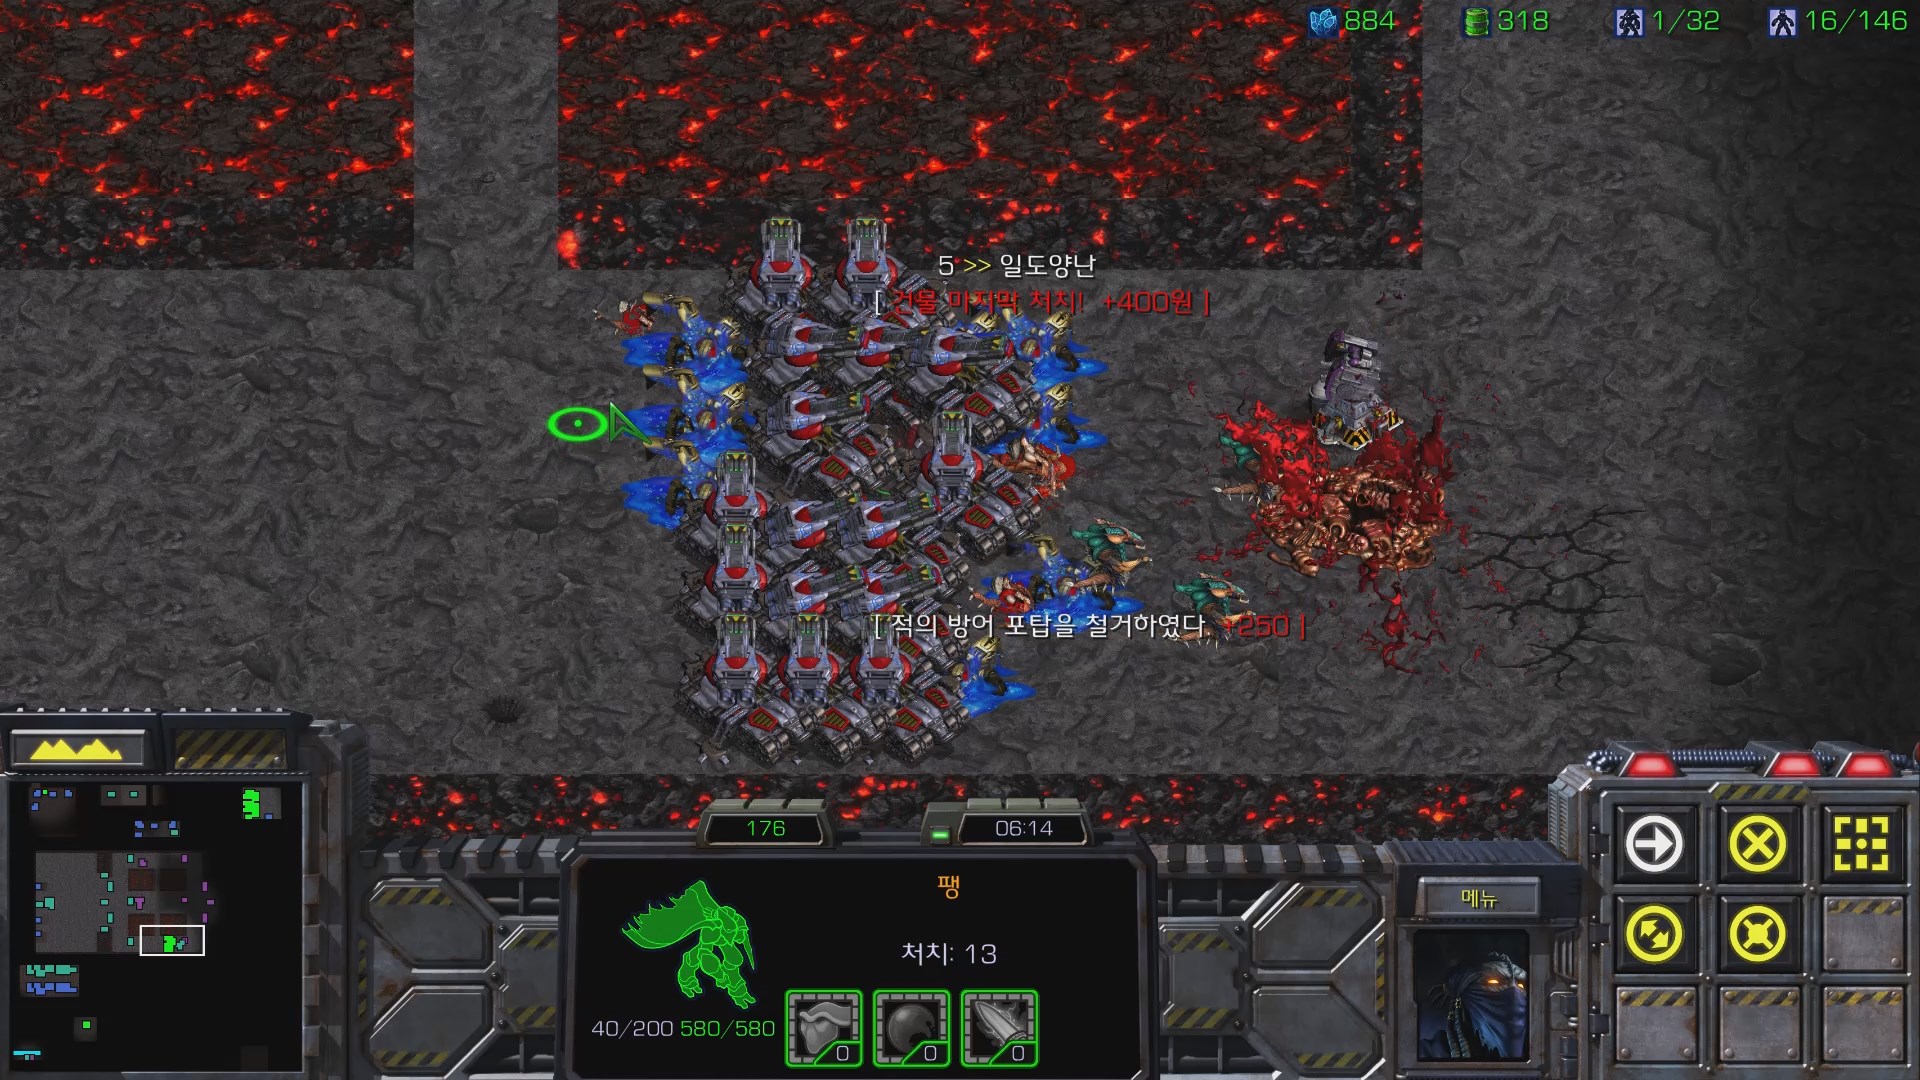 884 318 1/32 16/146
5 >> 일도양난
[ 건물 마지막 처치! +400원 ]
[ 적의 방어 포탑을 철거하였다. +250 ]
176 06:14
팽
처치: 13
메뉴
40/200 580/580
0 0 0